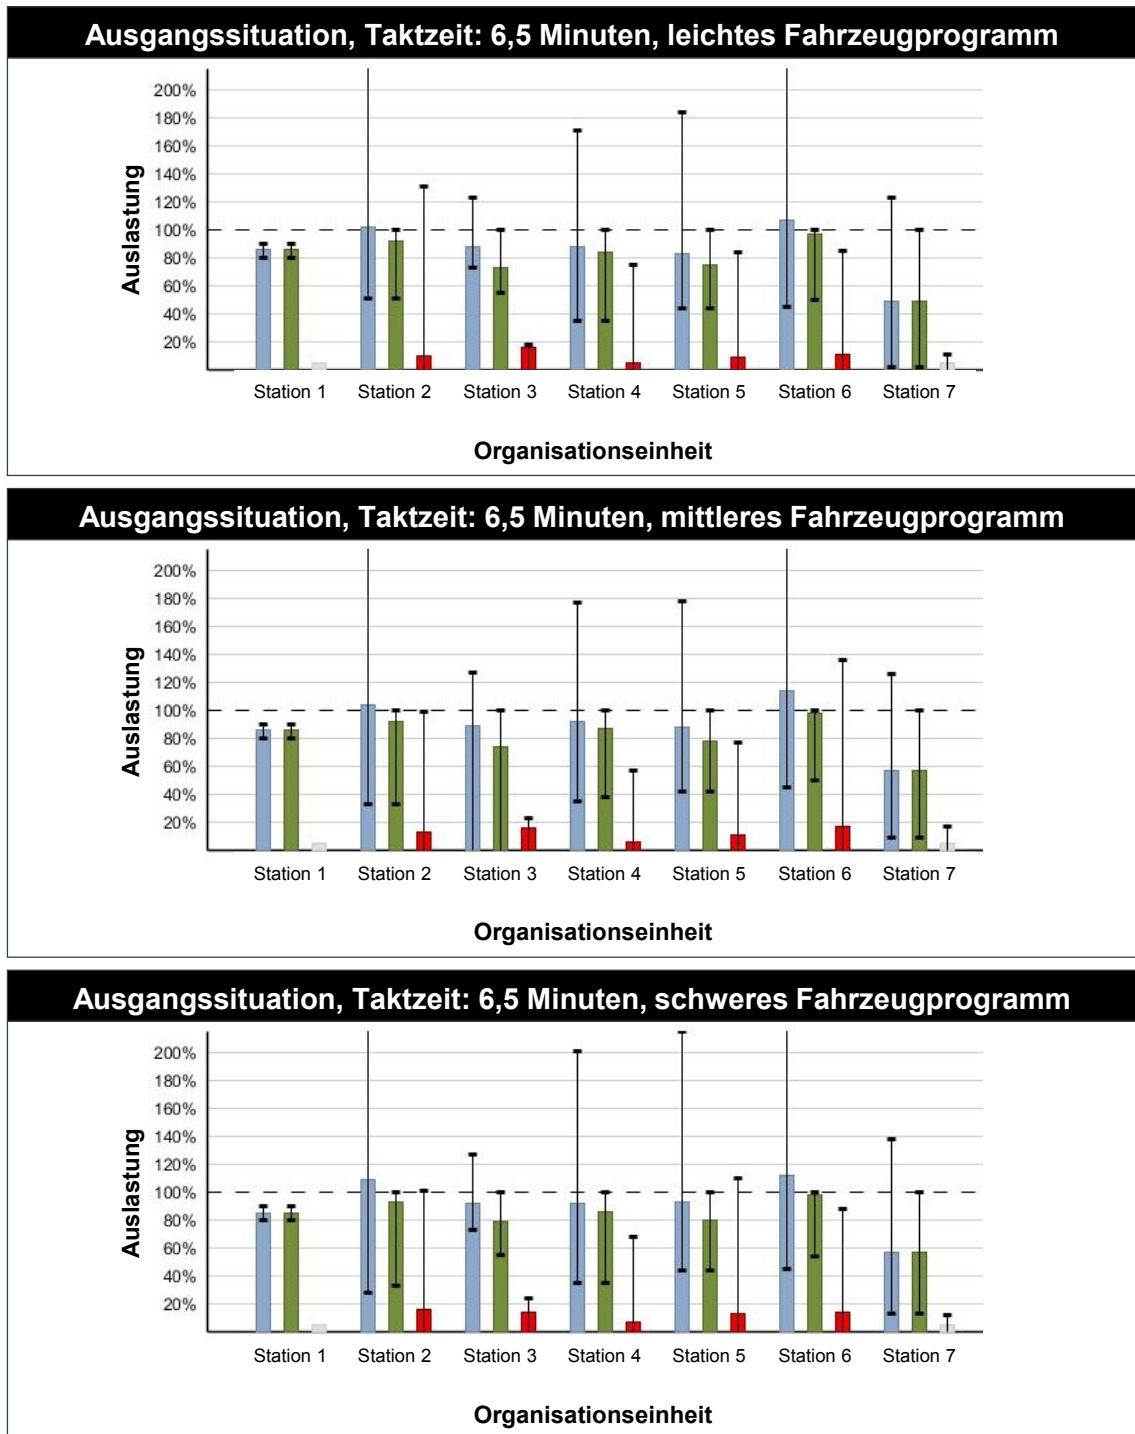 Ausgangssituation, Taktzeit: 6,5 Minuten, leichtes Fahrzeugprogramm
200%
180%
160%
140%
120%
100%
80%
60%
40%
20%
Auslastung
Station 1 Station 2 Station 3 Station 4 Station 5 Station 6 Station 7
Organisationseinheit
Ausgangssituation, Taktzeit: 6,5 Minuten, mittleres Fahrzeugprogramm
200%
180%
160%
140%
120%
100%
80%
60%
40%
20%
Auslastung
Station 1 Station 2 Station 3 Station 4 Station 5 Station 6 Station 7
Organisationseinheit
Ausgangssituation, Taktzeit: 6,5 Minuten, schweres Fahrzeugprogramm
200%
180%
160%
140%
120%
100%
80%
60%
40%
20%
Auslastung
Station 1 Station 2 Station 3 Station 4 Station 5 Station 6 Station 7
Organisationseinheit